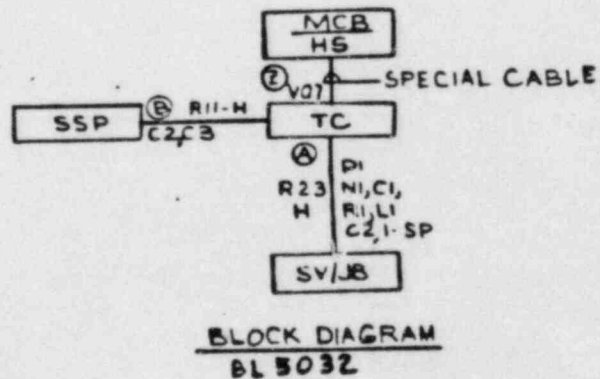 MCB
HS
Z V07 SPECIAL CABLE
SSP B R11-H TC
C2,C3
A P1
R23 N1,C1,
H R1,L1
C2,1-SP
SV/JB
BLOCK DIAGRAM
BL 5032